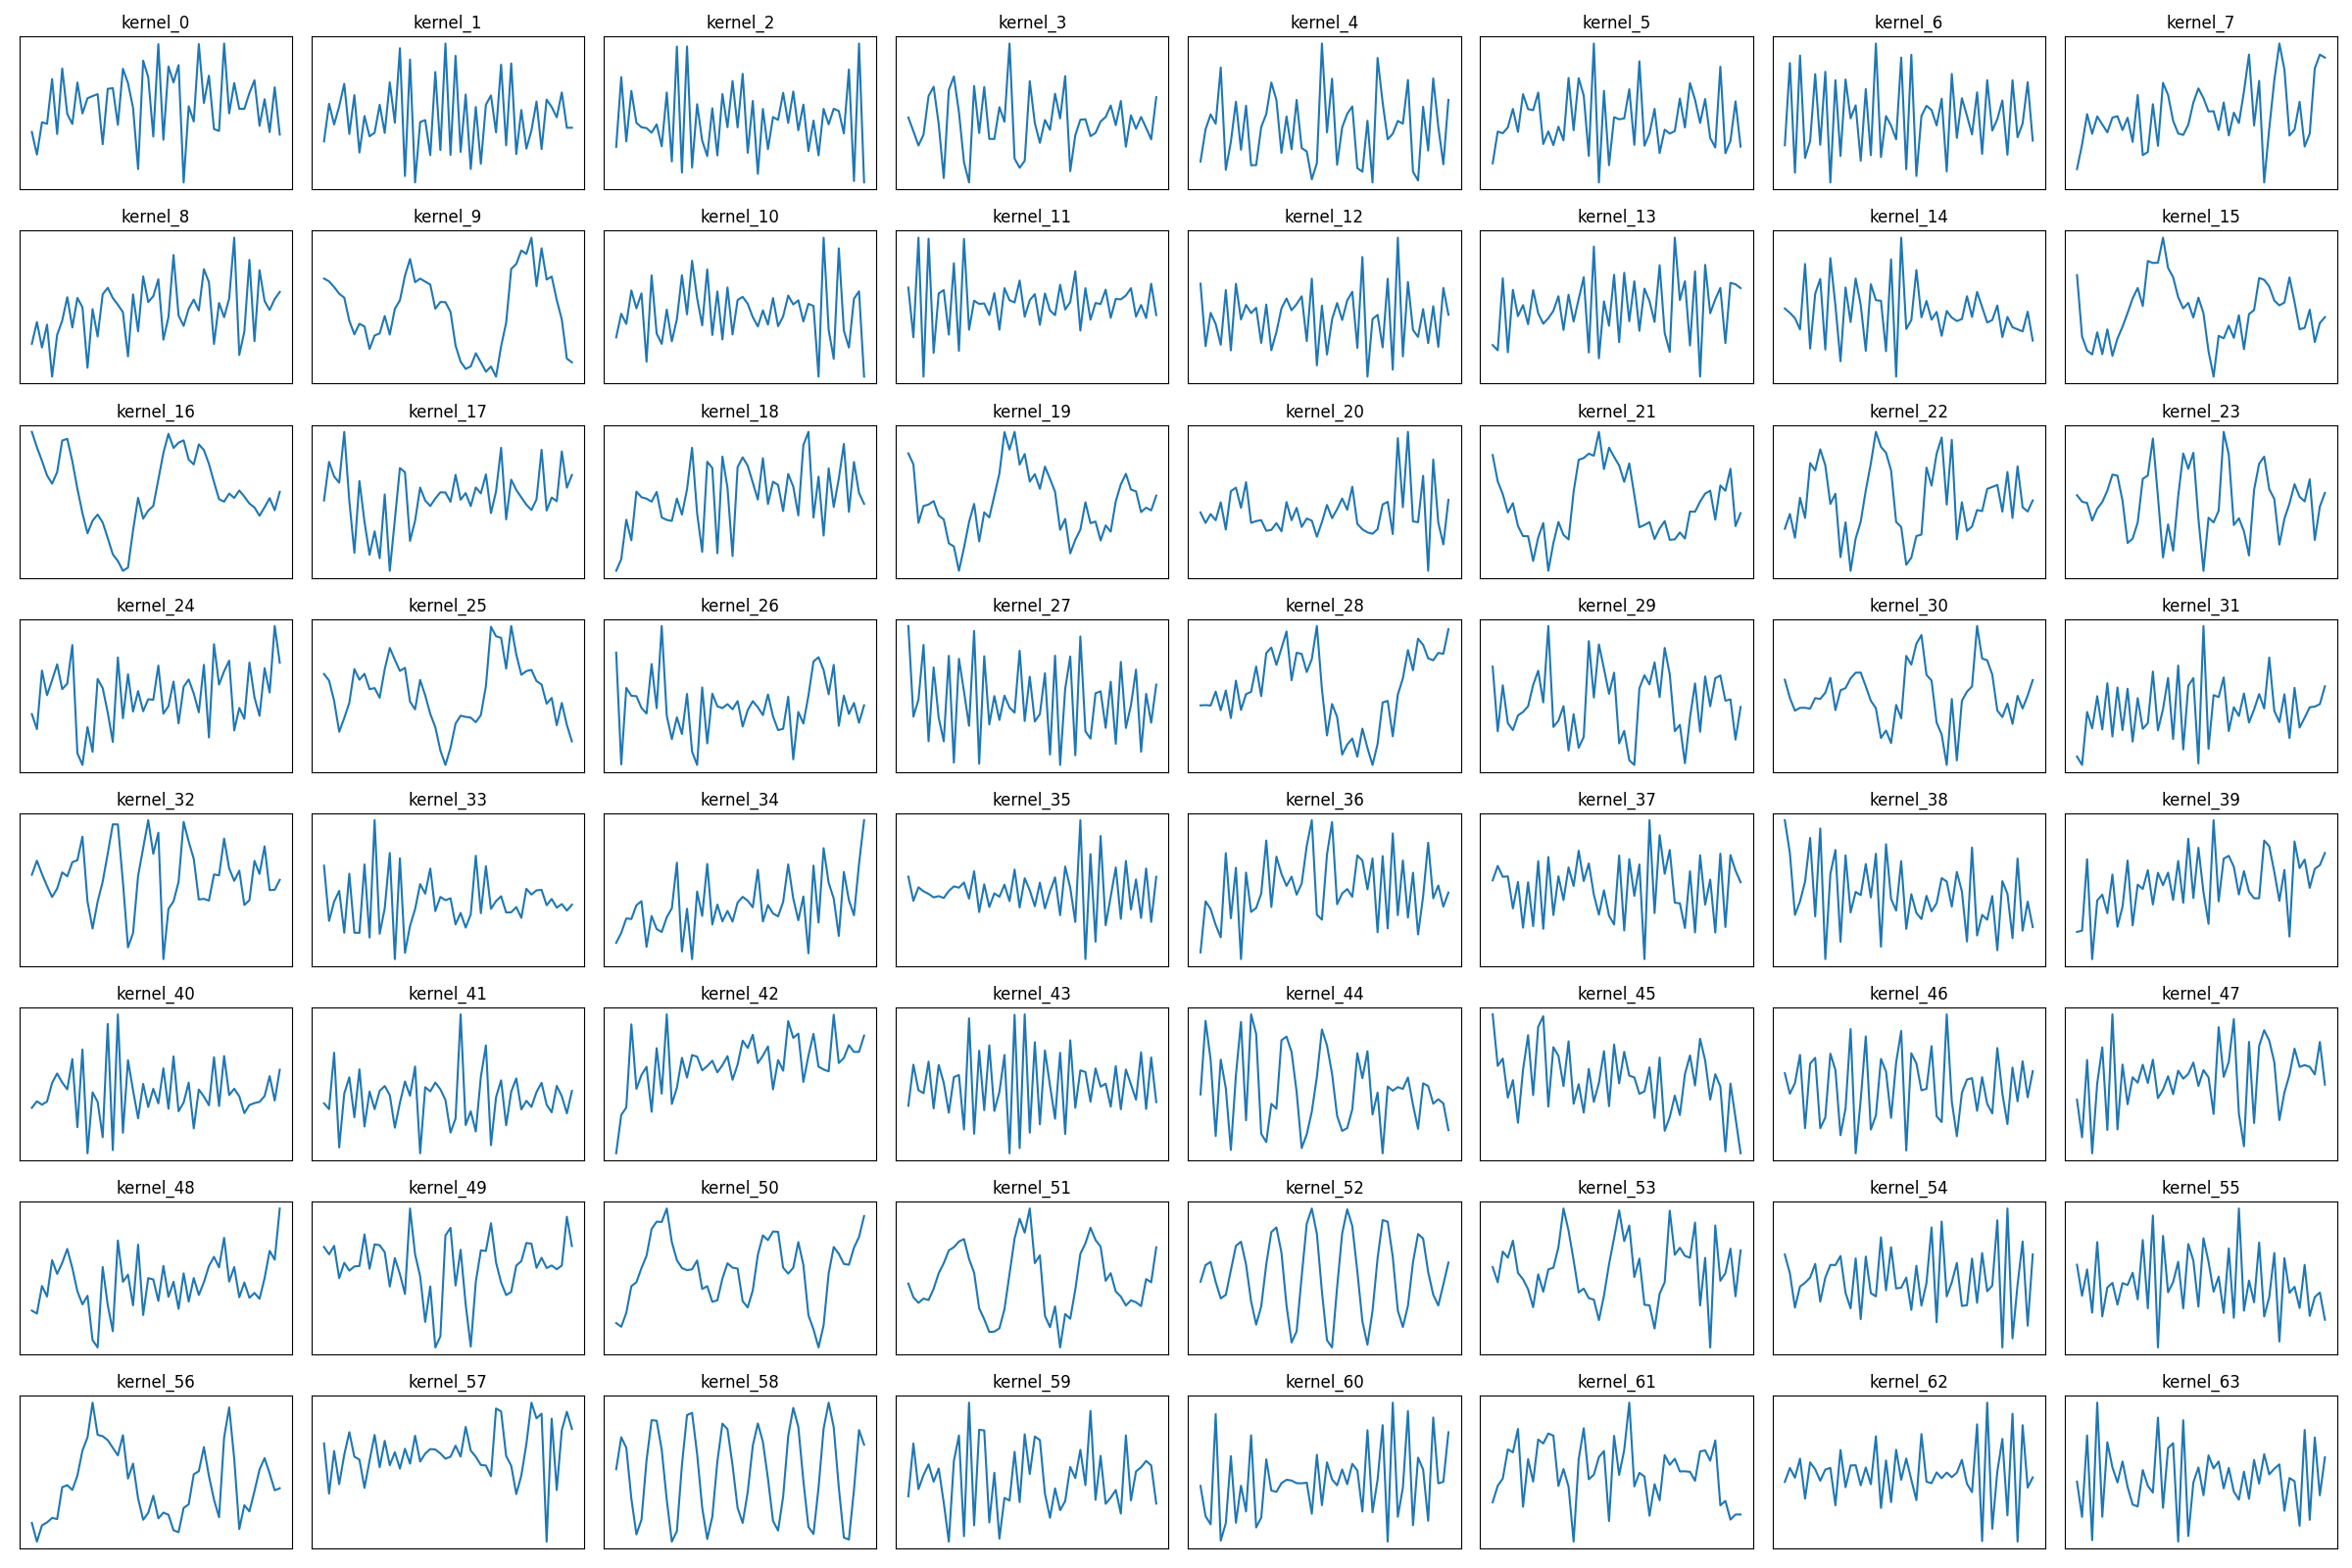 kernel_0 kernel_1 kernel_2 kernel_3 kernel_4 kernel_5 kernel_6 kernel_7
kernel_8 kernel_9 kernel_10 kernel_11 kernel_12 kernel_13 kernel_14 kernel_15
kernel_16 kernel_17 kernel_18 kernel_19 kernel_20 kernel_21 kernel_22 kernel_23
kernel_24 kernel_25 kernel_26 kernel_27 kernel_28 kernel_29 kernel_30 kernel_31
kernel_32 kernel_33 kernel_34 kernel_35 kernel_36 kernel_37 kernel_38 kernel_39
kernel_40 kernel_41 kernel_42 kernel_43 kernel_44 kernel_45 kernel_46 kernel_47
kernel_48 kernel_49 kernel_50 kernel_51 kernel_52 kernel_53 kernel_54 kernel_55
kernel_56 kernel_57 kernel_58 kernel_59 kernel_60 kernel_61 kernel_62 kernel_63